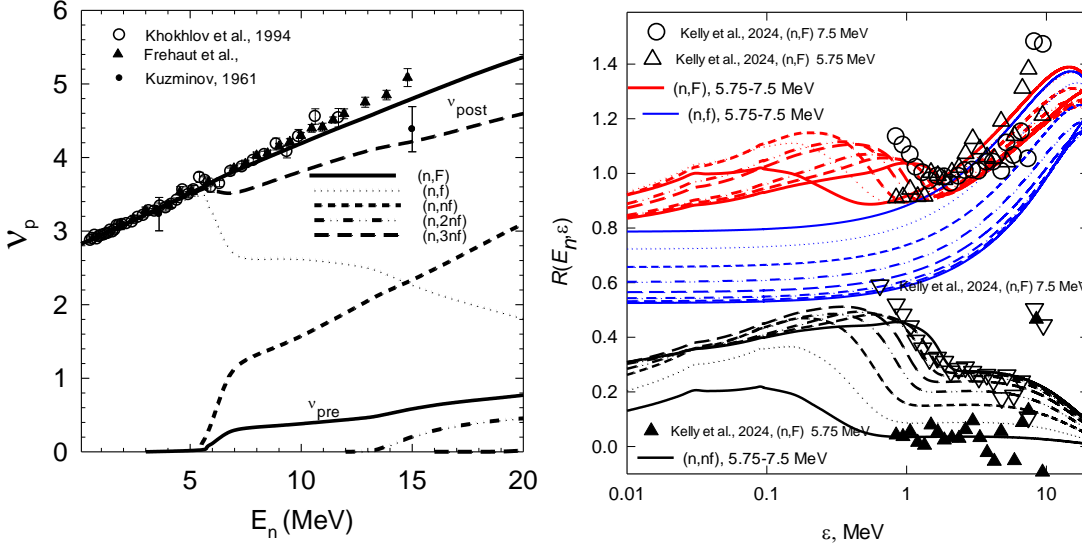 6
5
4
3
2
1
0
5
10
15
20
ν_p
E_n (MeV)
Khokhlov et al., 1994
Frehaut et al.,
Kuzminov, 1961
ν_post
(n,F)
(n,f)
(n,nf)
(n,2nf)
(n,3nf)
ν_pre
1.4
1.2
1.0
0.8
0.6
0.4
0.2
0.0
0.01
0.1
1
10
R(E_n,ε)
ε, MeV
Kelly et al., 2024, (n,F) 7.5 MeV
Kelly et al., 2024, (n,F) 5.75 MeV
(n,F), 5.75-7.5 MeV
(n,f), 5.75-7.5 MeV
Kelly et al., 2024, (n,F) 7.5 MeV
Kelly et al., 2024, (n,F) 5.75 MeV
(n,nf), 5.75-7.5 MeV